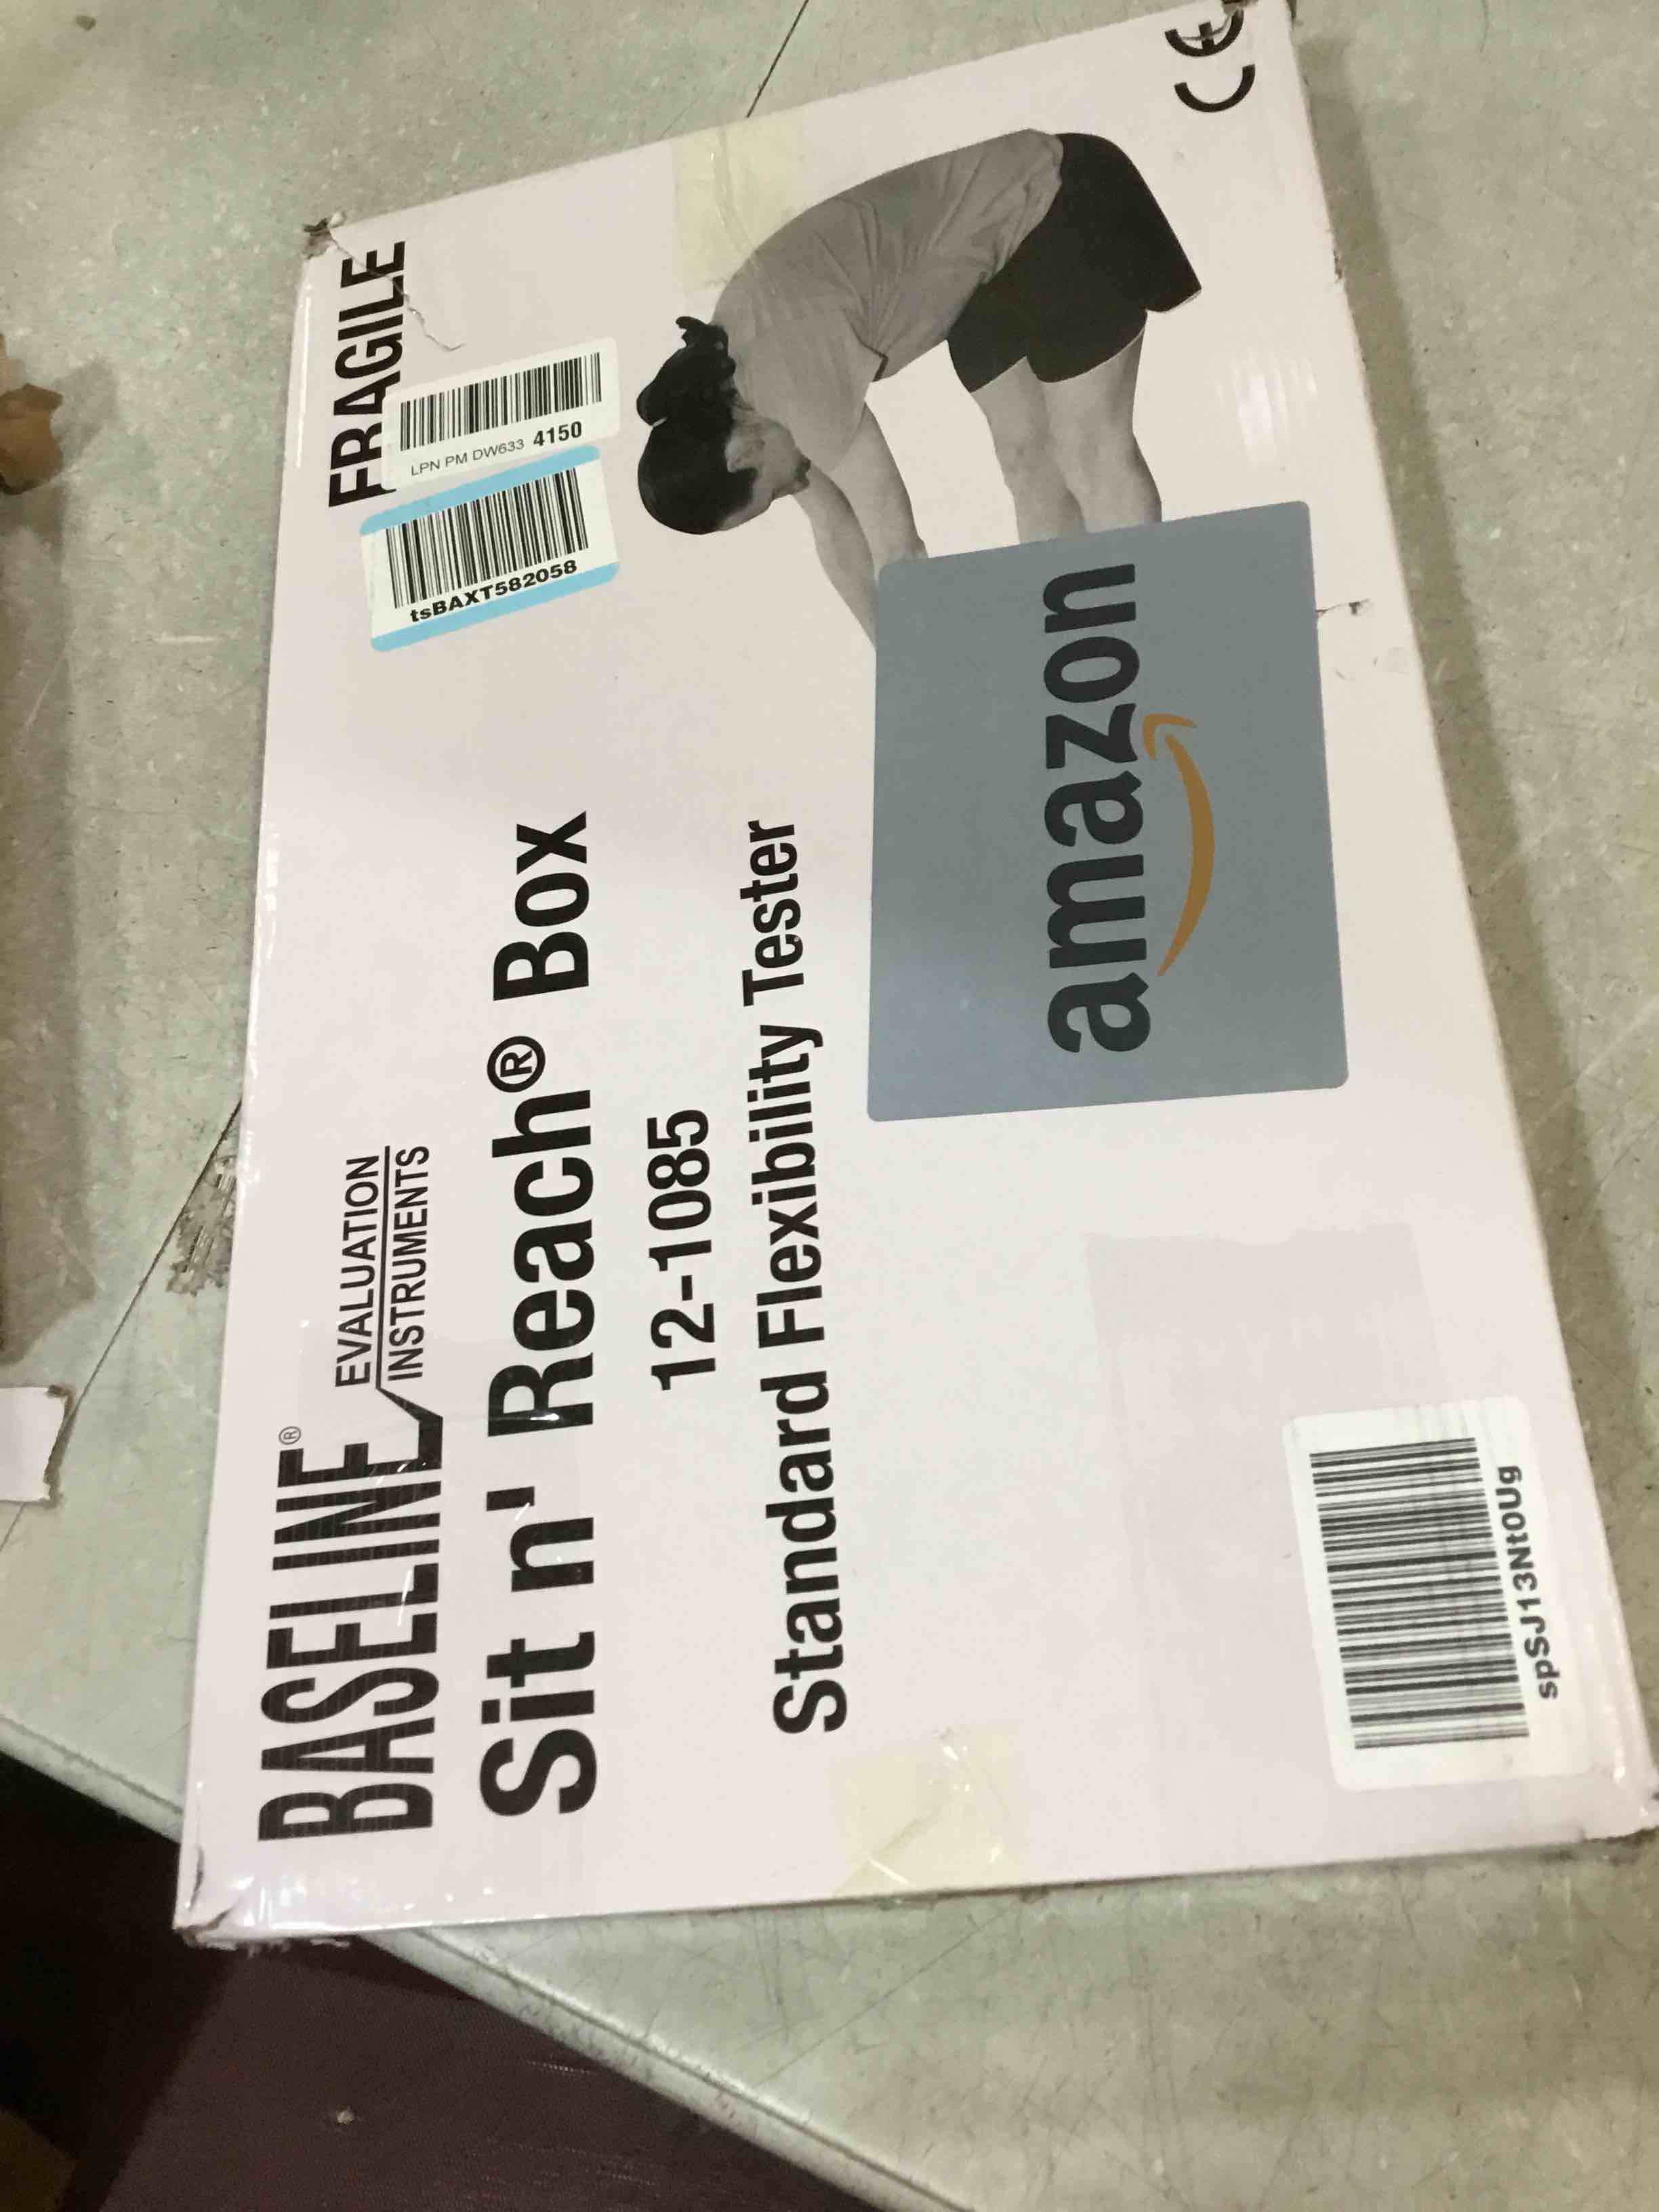 BASELINE®
EVALUATION
INSTRUMENTS
FRAGILE
Sit n' Reach® Box
12-1085
Standard Flexibility Tester
LPN PM DW633 4150
tsBAXT582058
amazon
CE
spSJ13Nt0Ug